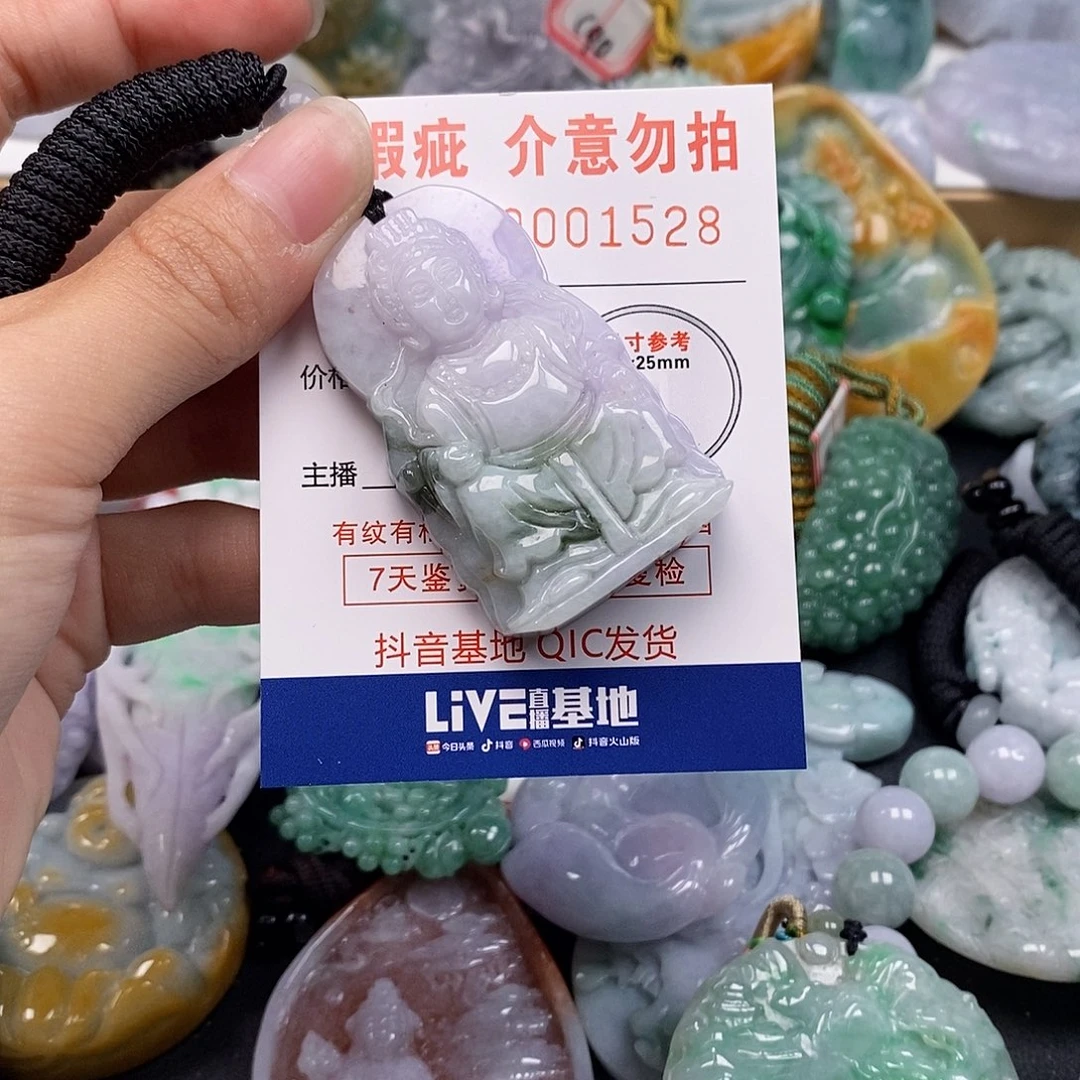 瑕疵 介意勿拍
0001528
价格
寸参考
:25mm
主播
有纹有
7天鉴 复检
抖音基地 QIC发货
LiVE直播基地
今日头条 抖音 西瓜视频 抖音火山版